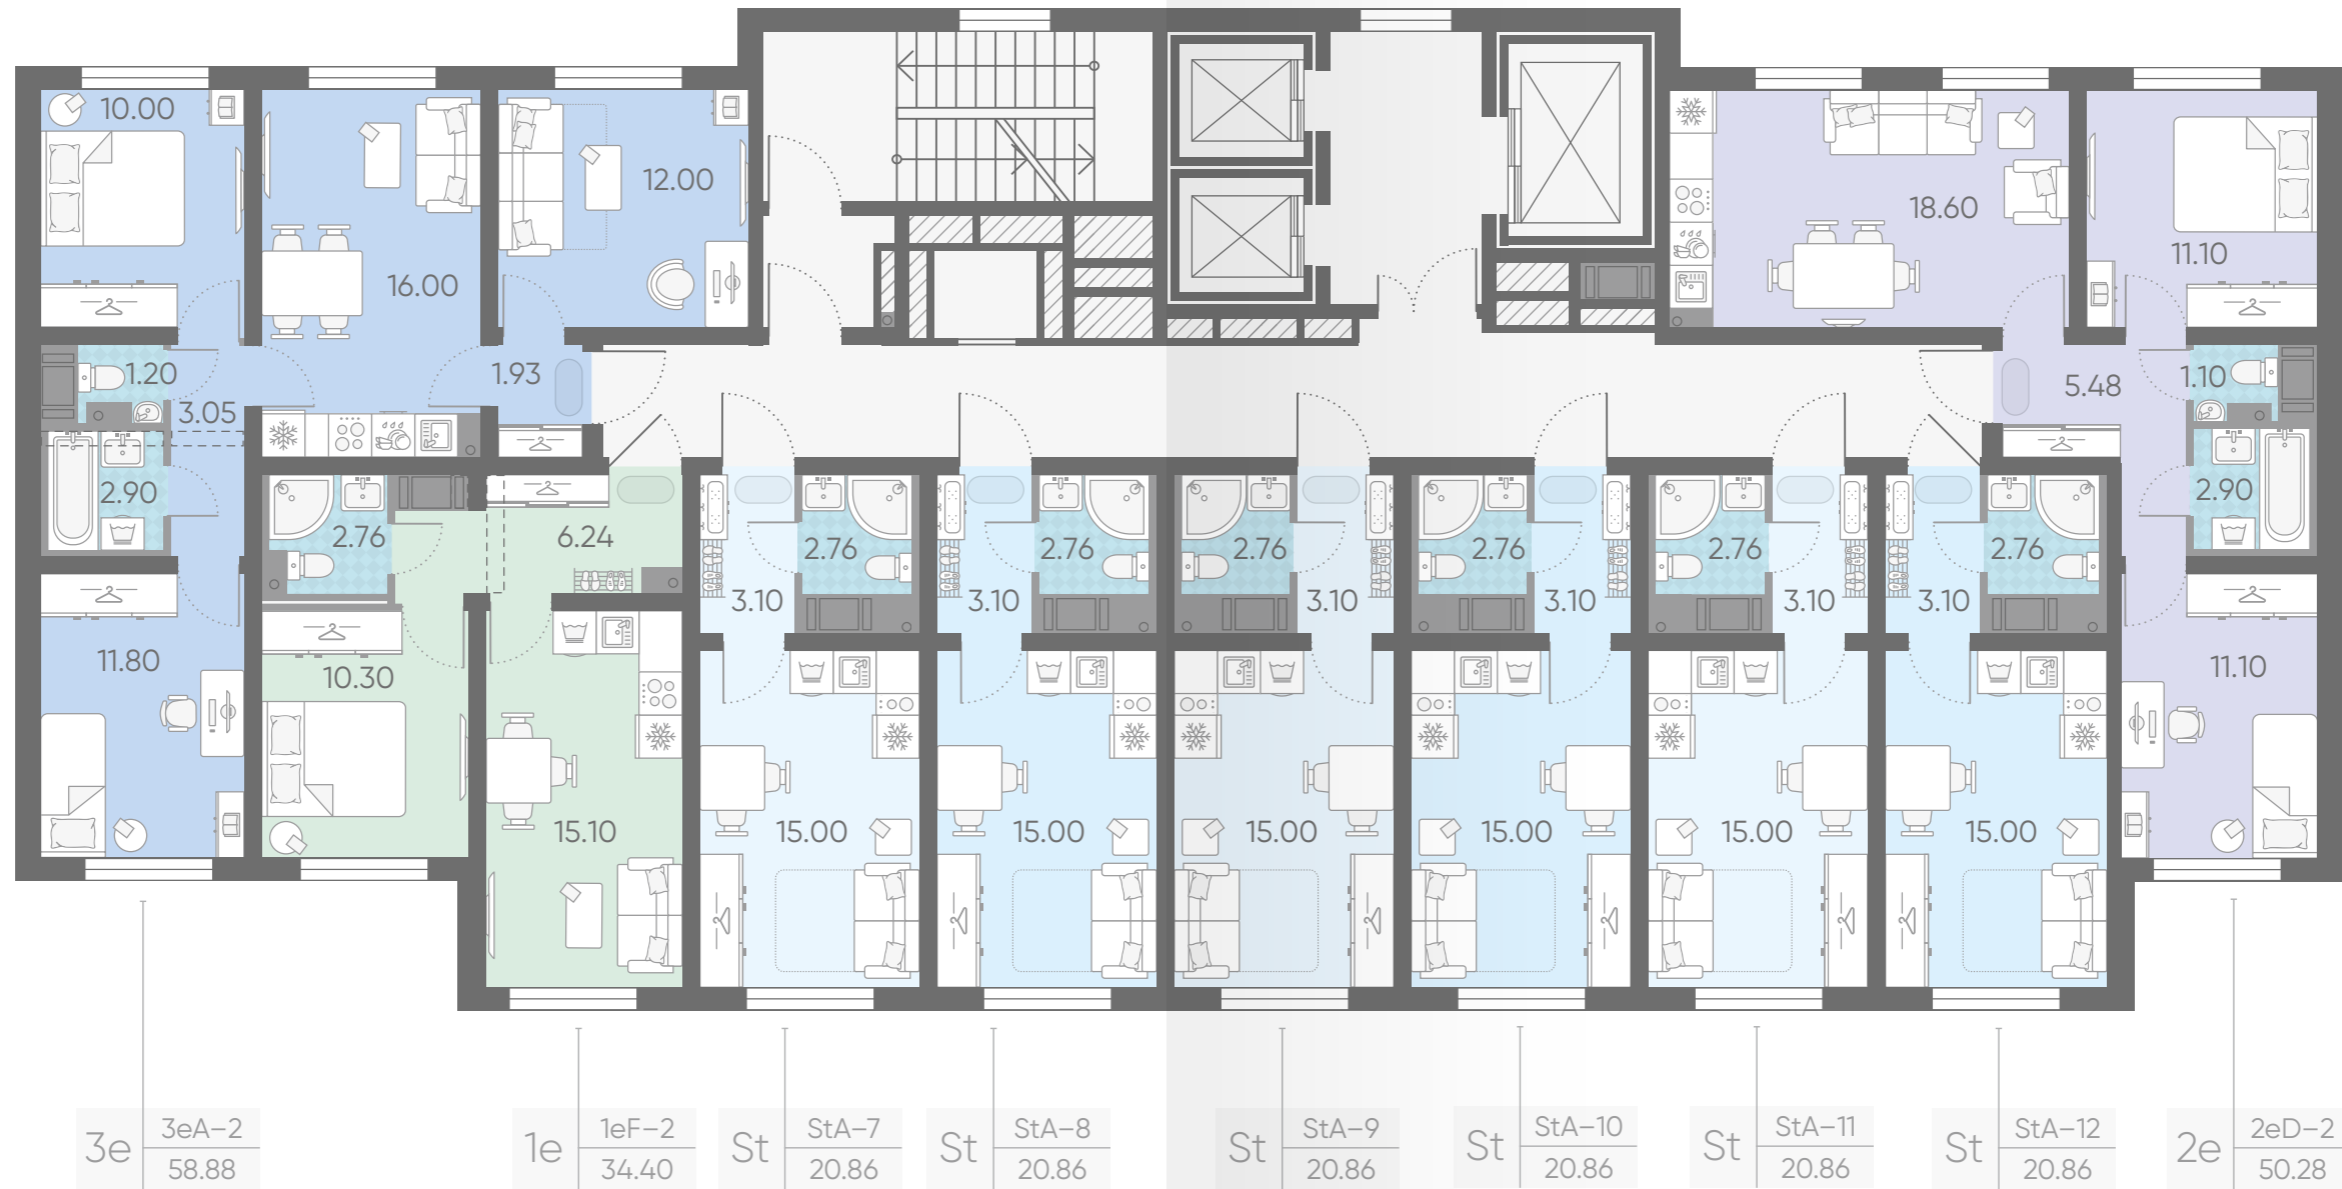 10.00
12.00
16.00
18.60
11.10
1.20
3.05
1.93
5.48
1.10
2.90
2.90
2.76
6.24
2.76
2.76
2.76
2.76
2.76
2.76
3.10
3.10
3.10
3.10
3.10
3.10
11.80
10.30
11.10
15.10
15.00
15.00
15.00
15.00
15.00
15.00
3e
3eA–2
58.88
1e
1eF–2
34.40
St
StA–7
20.86
St
StA–8
20.86
St
StA–9
20.86
St
StA–10
20.86
St
StA–11
20.86
St
StA–12
20.86
2e
2eD–2
50.28